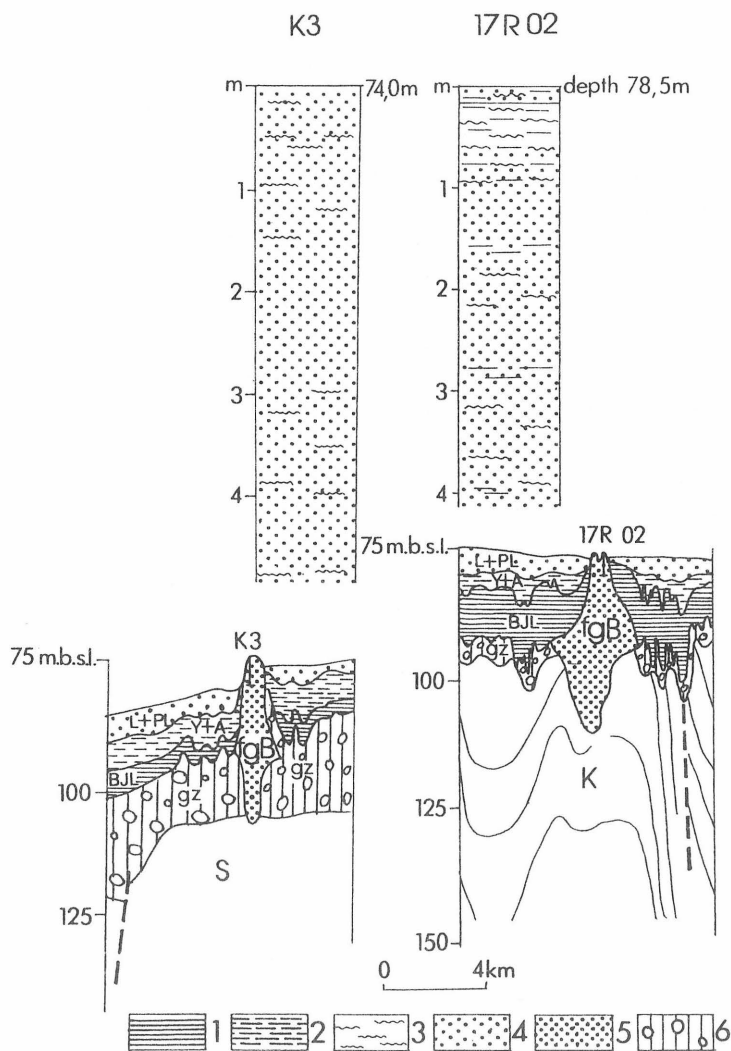 K3 17R 02
m 74,0m m depth 78,5m
1 1
2 2
3 3
4 4
17R 02
75 m.b.s.l.
L+PL
Y+A
BJL fgB
gz
K3
75 m.b.s.l.
100
L+PL Y+A
fgB
BJL
gz gz
100
K
S
125
125
150
0 4km
1 2 3 4 5 6